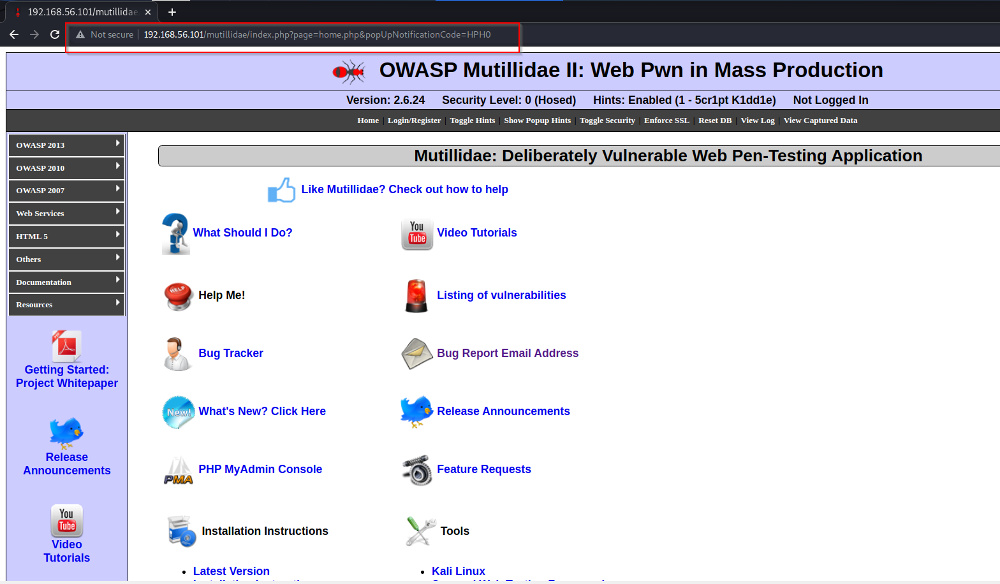 192.168.56.101/mutillidae
Not secure 192.168.56.101/mutillidae/index.php?page=home.php&popUpNotificationCode=HPH0
OWASP Mutillidae II: Web Pwn in Mass Production
Version: 2.6.24 Security Level: 0 (Hosed) Hints: Enabled (1 - 5cr1pt K1dd1e) Not Logged In
Home | Login/Register | Toggle Hints | Show Popup Hints | Toggle Security | Enforce SSL | Reset DB | View Log | View Captured Data
OWASP 2013
OWASP 2010
OWASP 2007
Web Services
HTML 5
Others
Documentation
Resources
PDF
Getting Started:
Project Whitepaper
Release
Announcements
You
Tube
Video
Tutorials
Mutillidae: Deliberately Vulnerable Web Pen-Testing Application
Like Mutillidae? Check out how to help
What Should I Do?
You
Tube
Video Tutorials
HELP
Help Me!
Listing of vulnerabilities
Bug Tracker
Bug Report Email Address
New!
What's New? Click Here
Release Announcements
PMA
PHP MyAdmin Console
Feature Requests
Installation Instructions
Tools
Latest Version
Kali Linux